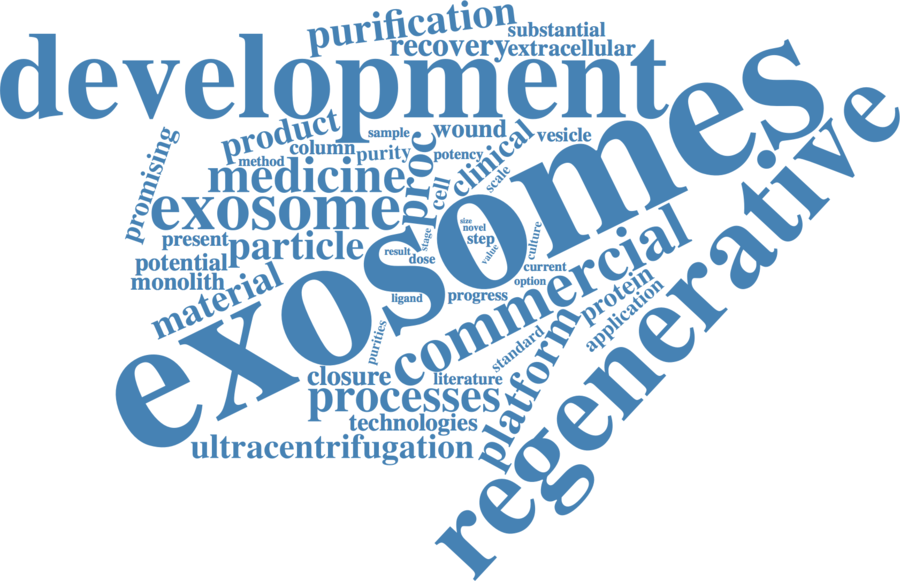 purification
substantial
recovery
extracellular
development
exosomes
regenerative
product
sample
wound
vesicle
column
purity
proc
clinical
promising
method
potency
medicine
cell
scale
exosome
size
novel
step
value
stage
culture
present
particle
result
dose
potential
current
monolith
option
material
ligand
progress
commercial
protein
application
purities
standard
platform
closure
literature
processes
technologies
ultracentrifugation